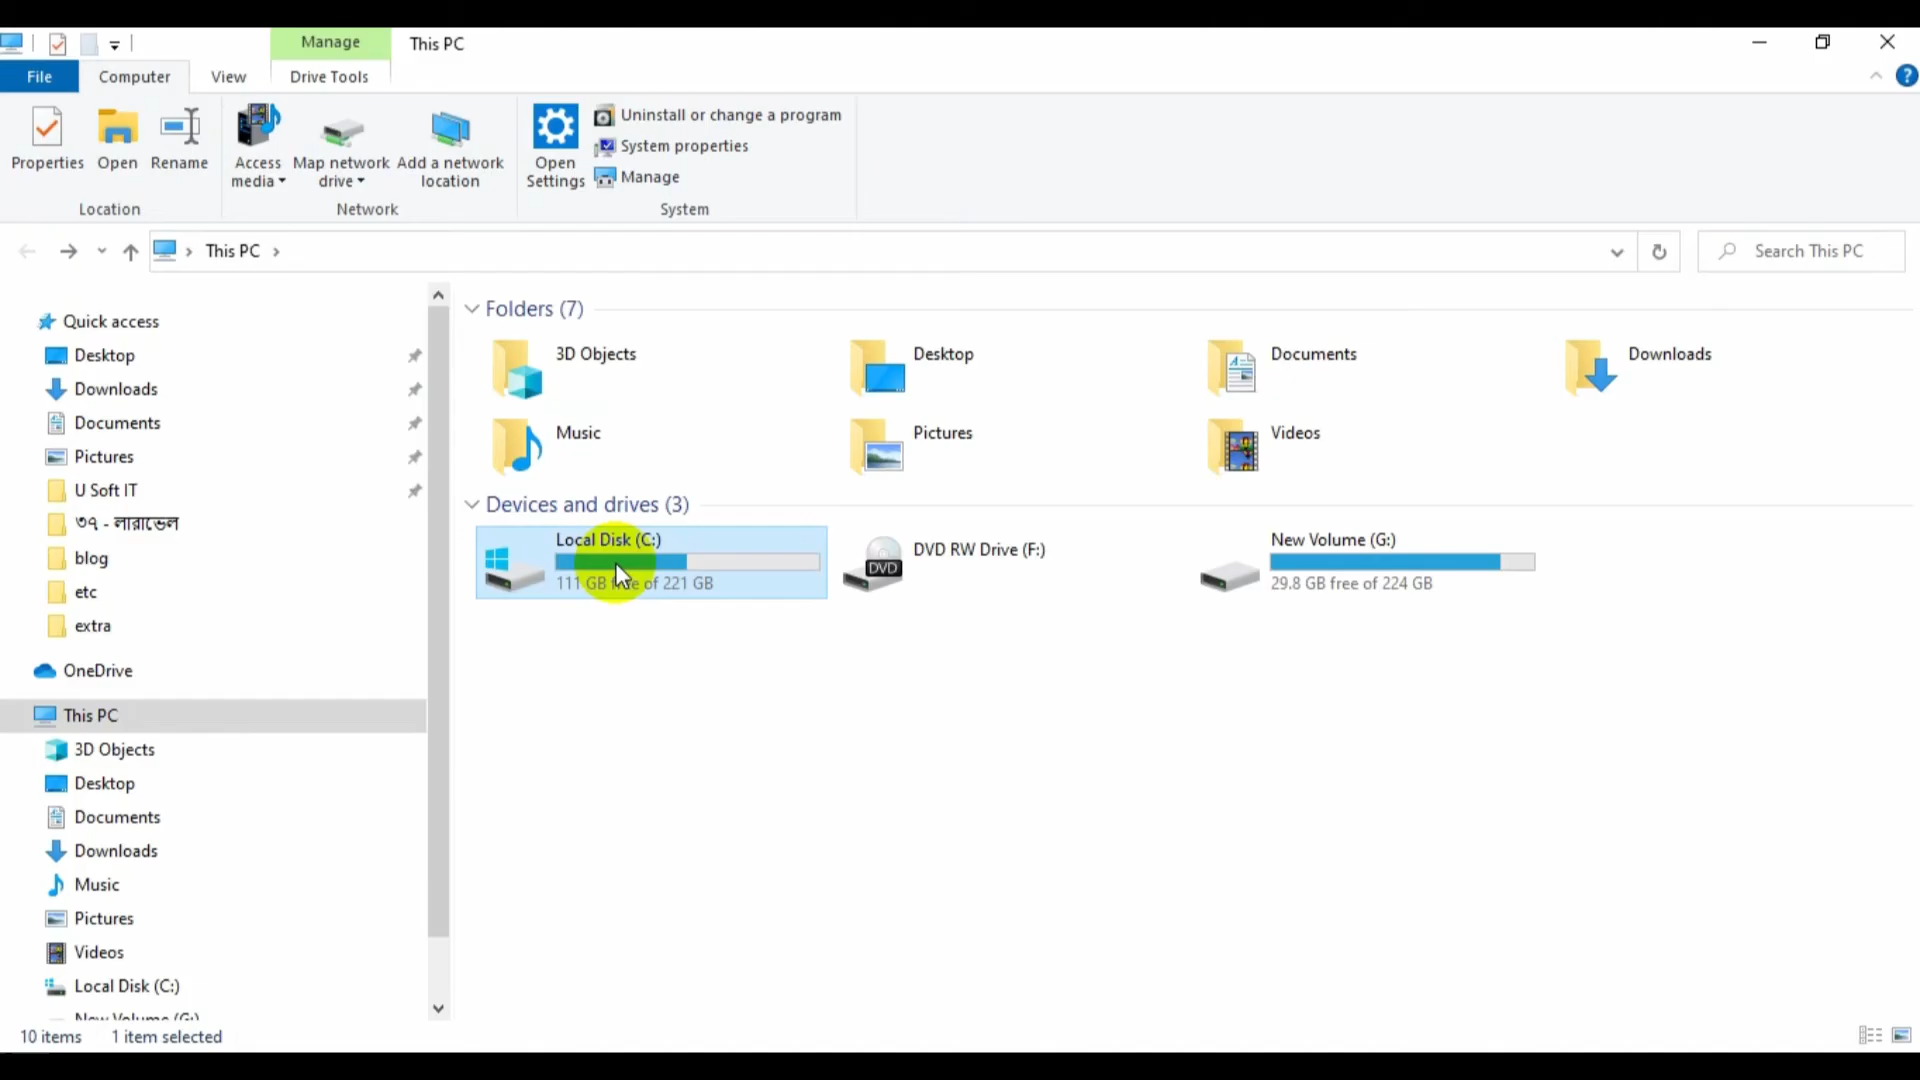 Manage
This PC
File
Computer
View
Drive Tools
Properties
Open
Rename
Access
media
Map network
drive
Add a network
location
Open
Settings
Uninstall or change a program
System properties
Manage
Location
Network
System
This PC
Search This PC
Quick access
Desktop
Downloads
Documents
Pictures
U Soft IT
৩৭ - লারাভেল
blog
etc
extra
OneDrive
This PC
3D Objects
Desktop
Documents
Downloads
Music
Pictures
Videos
Local Disk (C:)
New Volume (G:)
Folders (7)
3D Objects
Desktop
Documents
Downloads
Music
Pictures
Videos
Devices and drives (3)
Local Disk (C:)
111 GB free of 221 GB
DVD RW Drive (F:)
DVD
New Volume (G:)
29.8 GB free of 224 GB
10 items
1 item selected